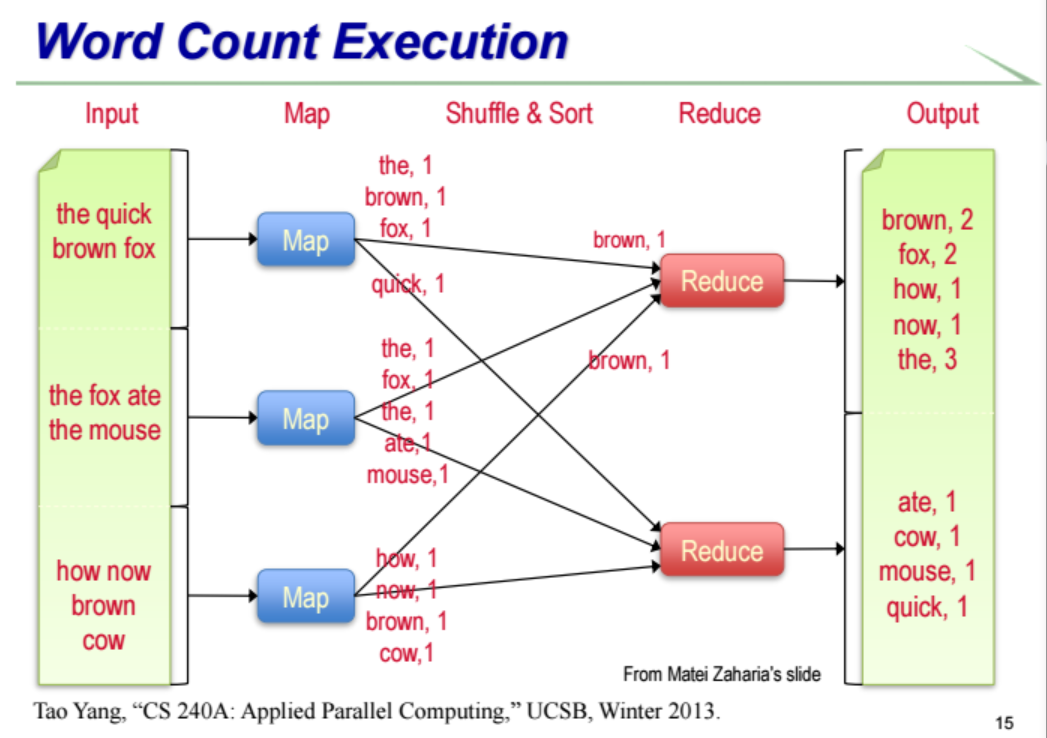 Word Count Execution
Input
Map
Shuffle & Sort
Reduce
Output
the quick
brown fox
the fox ate
the mouse
how now
brown
cow
Map
Map
Map
the, 1
brown, 1
fox, 1
quick, 1
the, 1
fox, 1
the, 1
ate,1
mouse,1
how, 1
now, 1
brown, 1
cow,1
brown, 1
brown, 1
Reduce
Reduce
brown, 2
fox, 2
how, 1
now, 1
the, 3
ate, 1
cow, 1
mouse, 1
quick, 1
From Matei Zaharia's slide
Tao Yang, “CS 240A: Applied Parallel Computing,” UCSB, Winter 2013.
15